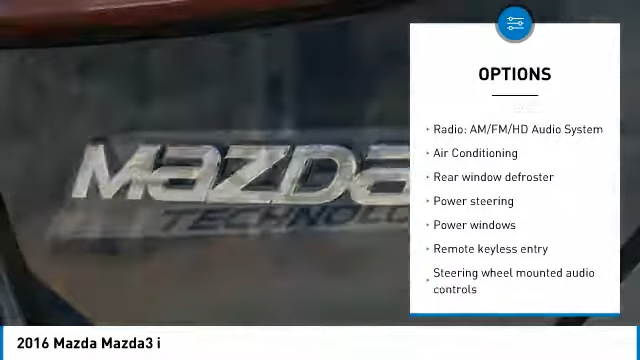 OPTIONS
Radio: AM/FM/HD Audio System
Air Conditioning
Rear window defroster
Power steering
Power windows
Remote keyless entry
Steering wheel mounted audio
controls
MAZDA
TECHNOLO
2016 Mazda Mazda3 i